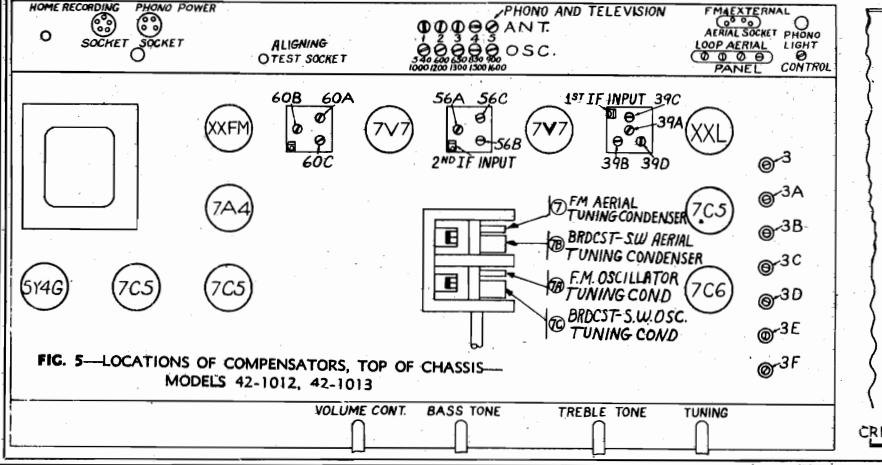 HOME RECORDING PHONO POWER
SOCKET SOCKET
ALIGNING
TEST SOCKET
PHONO AND TELEVISION
ANT.
1 2 3 4 5
OSC.
540 600 650 850 900
1000 1200 1300 1500 1600
FM EXTERNAL
AERIAL SOCKET
LOOP AERIAL
PANEL
PHONO
LIGHT
CONTROL
60B 60A
60C
XXFM
7V7
56A 56C
56B
2ND IF INPUT
7V7
1ST IF INPUT 39C
39A
39B 39D
XXL
7A4
7C5
5Y4G
7C5
7C5
7C6
7 FM AERIAL
TUNING CONDENSER
7B BRDCST-S.W AERIAL
TUNING CONDENSER
7A F.M. OSCILLATOR
TUNING COND
7C BRDCST-S.W.OSC.
TUNING COND
3
3A
3B
3C
3D
3E
3F
FIG. 5—LOCATIONS OF COMPENSATORS, TOP OF CHASSIS—
MODELS 42-1012, 42-1013
VOLUME CONT. BASS TONE TREBLE TONE TUNING